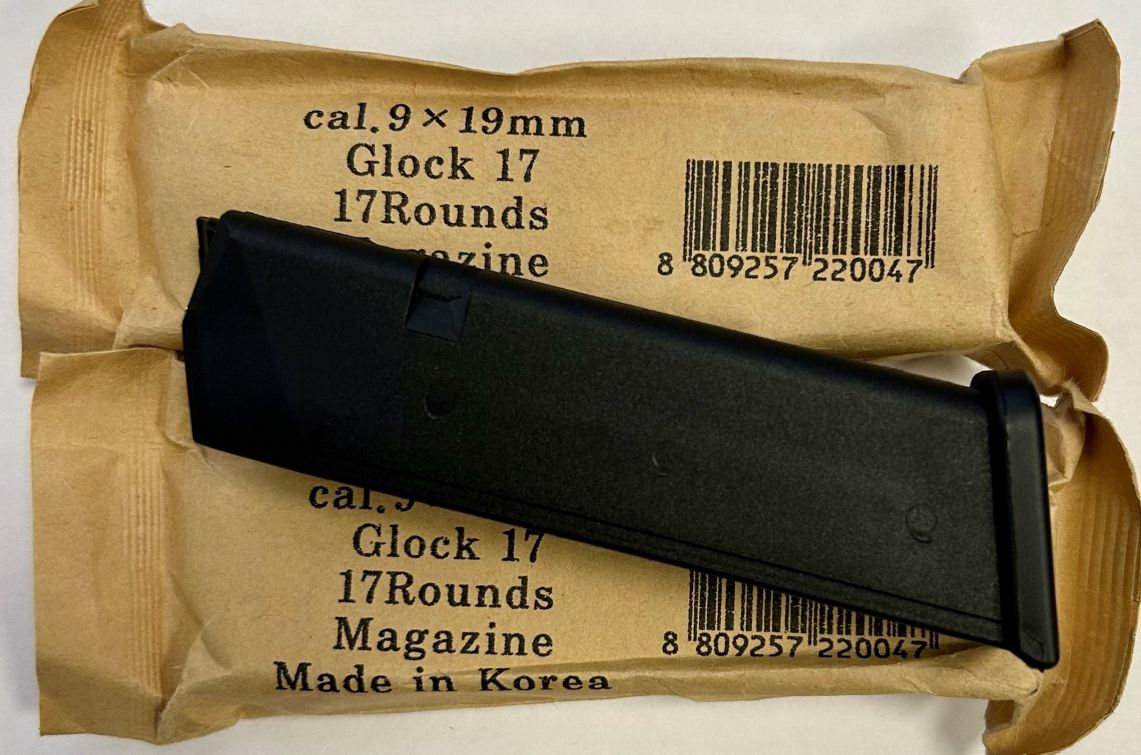 cal. 9×19mm
Glock 17
17Rounds
8 809257 220047
cal.
Glock 17
17Rounds
Magazine
8 809257 220047
Made in Korea